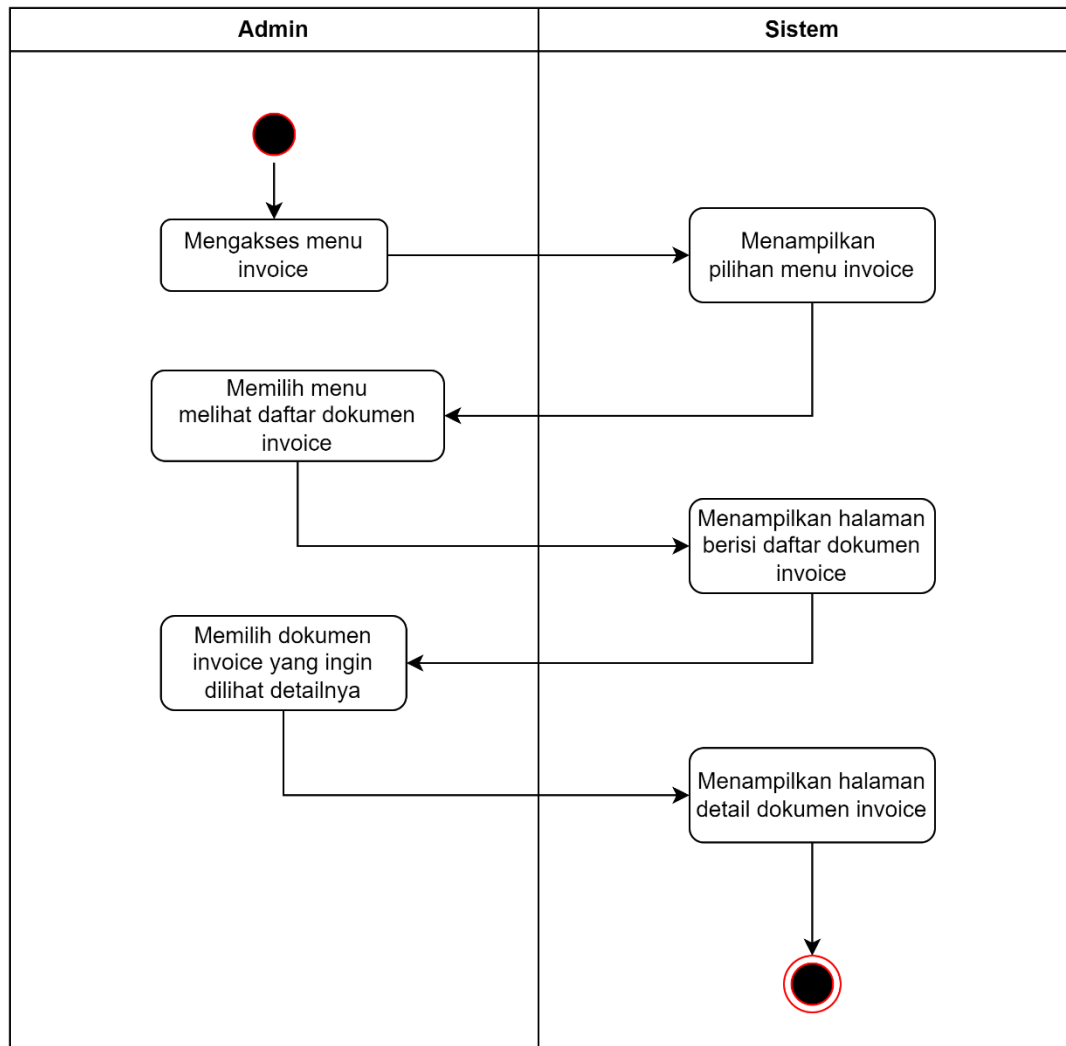 Admin
Sistem
Mengakses menu
invoice
Menampilkan
pilihan menu invoice
Memilih menu
melihat daftar dokumen
invoice
Menampilkan halaman
berisi daftar dokumen
invoice
Memilih dokumen
invoice yang ingin
dilihat detailnya
Menampilkan halaman
detail dokumen invoice